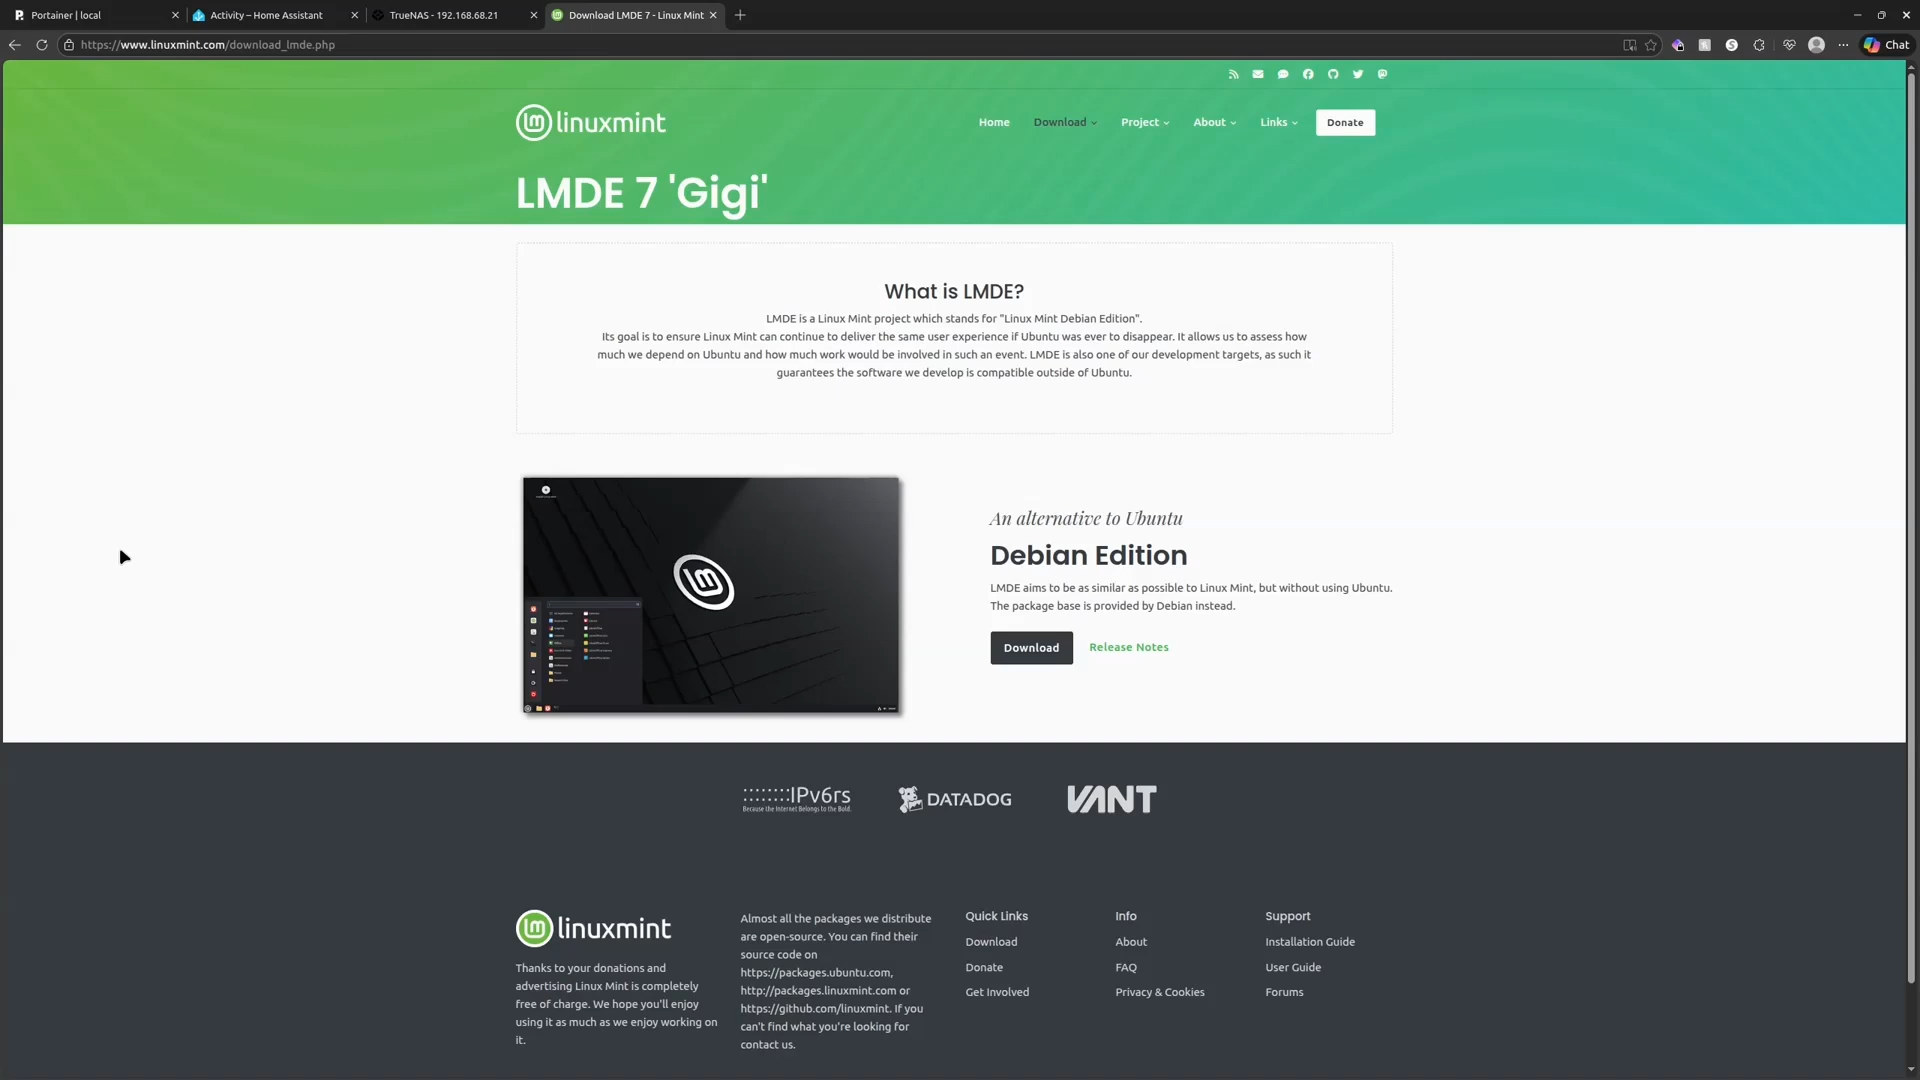 Portainer | local
Activity – Home Assistant
TrueNAS - 192.168.68.21
Download LMDE 7 - Linux Mint
https://www.linuxmint.com/download_lmde.php
Chat
linuxmint
Home
Download
Project
About
Links
Donate
LMDE 7 'Gigi'
What is LMDE?
LMDE is a Linux Mint project which stands for "Linux Mint Debian Edition".
Its goal is to ensure Linux Mint can continue to deliver the same user experience if Ubuntu was ever to disappear. It allows us to assess how
much we depend on Ubuntu and how much work would be involved in such an event. LMDE is also one of our development targets, as such it
guarantees the software we develop is compatible outside of Ubuntu.
An alternative to Ubuntu
Debian Edition
LMDE aims to be as similar as possible to Linux Mint, but without using Ubuntu.
The package base is provided by Debian instead.
Download
Release Notes
IPv6rs
Because the Internet Belongs to the Bold.
DATADOG
VANT
linuxmint
Thanks to your donations and
advertising Linux Mint is completely
free of charge. We hope you'll enjoy
using it as much as we enjoy working on
it.
Almost all the packages we distribute
are open-source. You can find their
source code on
https://packages.ubuntu.com,
http://packages.linuxmint.com or
https://github.com/linuxmint. If you
can't find what you're looking for
contact us.
Quick Links
Download
Donate
Get Involved
Info
About
FAQ
Privacy & Cookies
Support
Installation Guide
User Guide
Forums